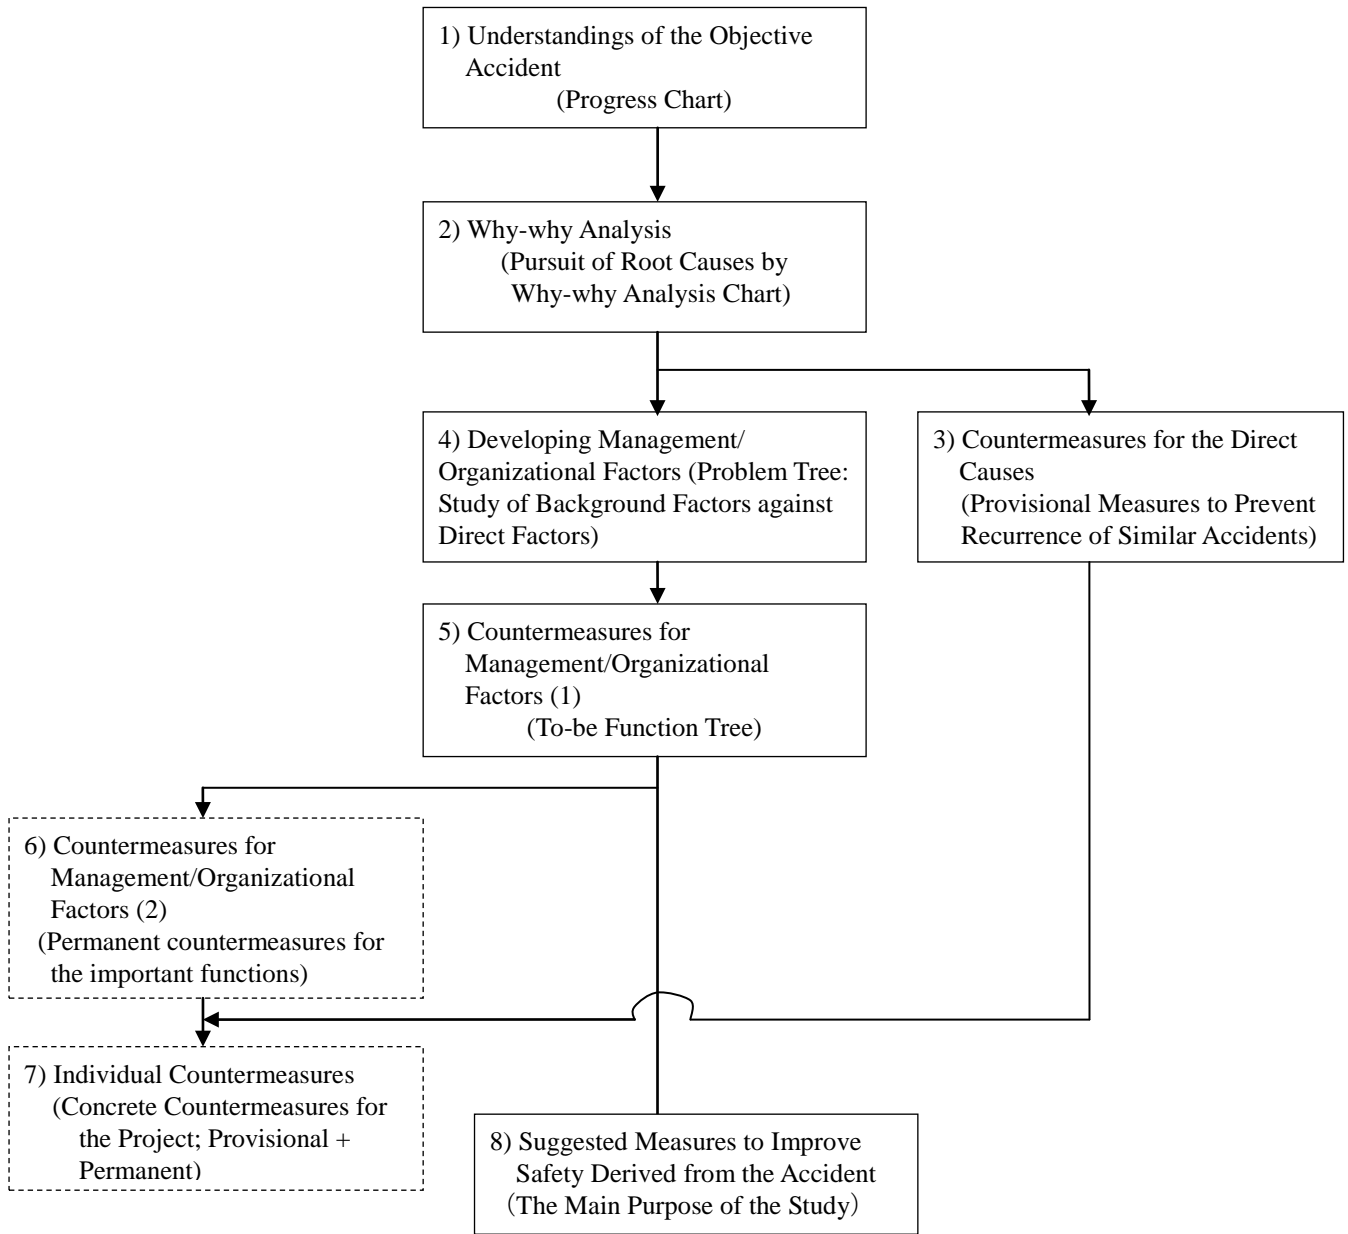 1) Understandings of the Objective
Accident
(Progress Chart)
2) Why-why Analysis
(Pursuit of Root Causes by
Why-why Analysis Chart)
4) Developing Management/
Organizational Factors (Problem Tree:
Study of Background Factors against
Direct Factors)
3) Countermeasures for the Direct
Causes
(Provisional Measures to Prevent
Recurrence of Similar Accidents)
5) Countermeasures for
Management/Organizational
Factors (1)
(To-be Function Tree)
6) Countermeasures for
Management/Organizational
Factors (2)
(Permanent countermeasures for
the important functions)
7) Individual Countermeasures
(Concrete Countermeasures for
the Project; Provisional +
Permanent)
8) Suggested Measures to Improve
Safety Derived from the Accident
（The Main Purpose of the Study）